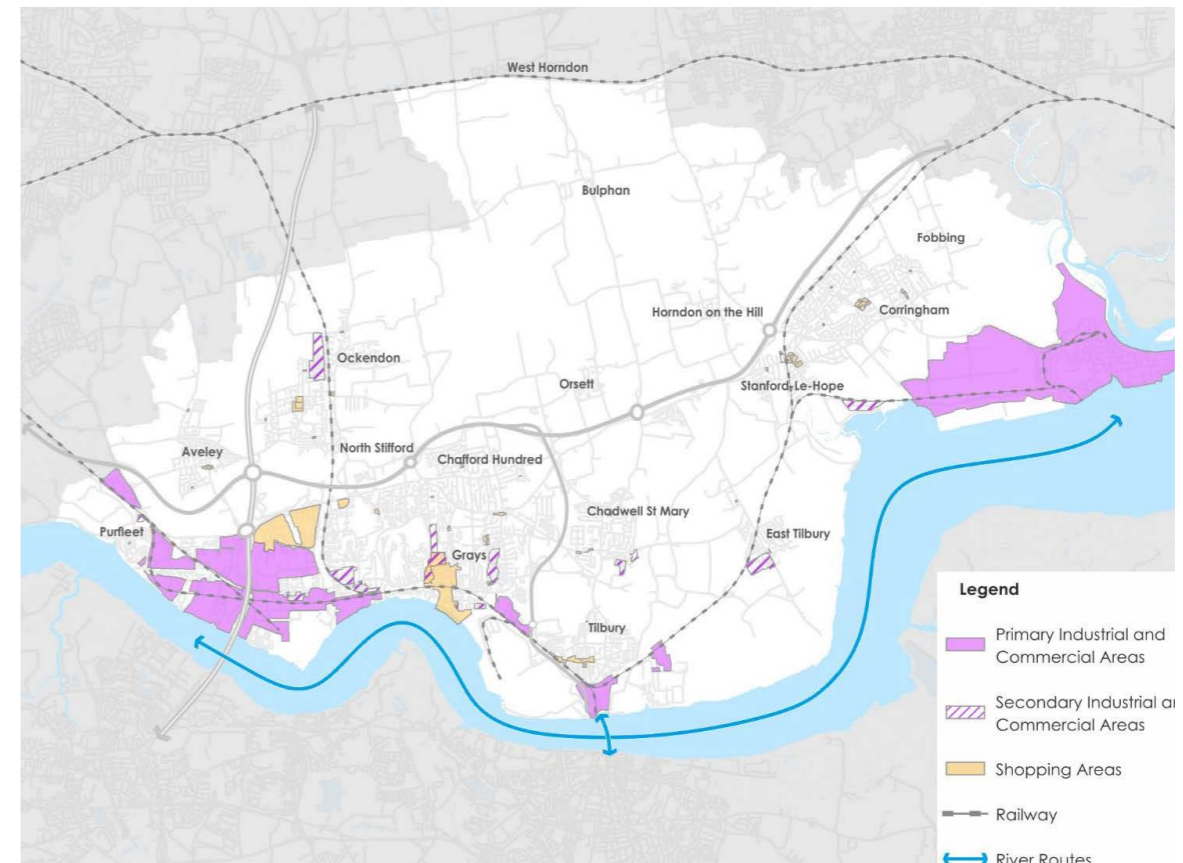 West Horndon
Bulphan
Fobbing
Horndon on the Hill
Corringham
Ockendon
Orsett
Stanford-Le-Hope
North Stifford
Aveley
Chafford Hundred
Chadwell St Mary
Purfleet
East Tilbury
Grays
Tilbury
Legend
Primary Industrial and
Commercial Areas
Secondary Industrial an
Commercial Areas
Shopping Areas
Railway
River Routes